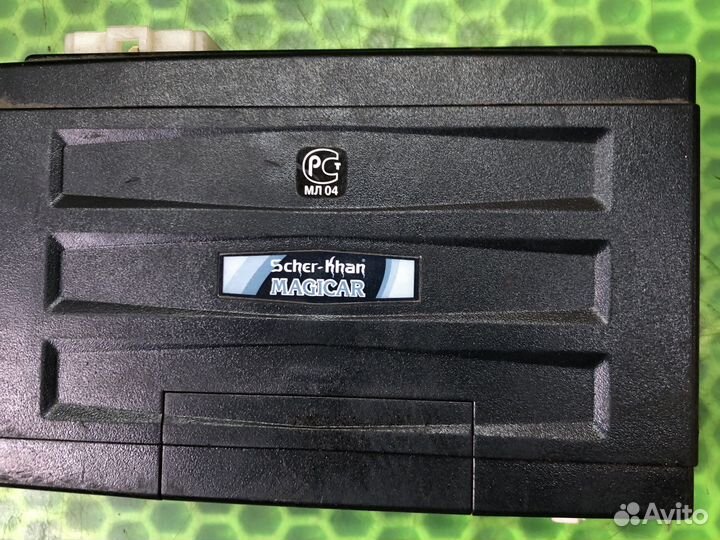 РСТ
МЛ 04
Scher-Khan
MAGICAR
Avito